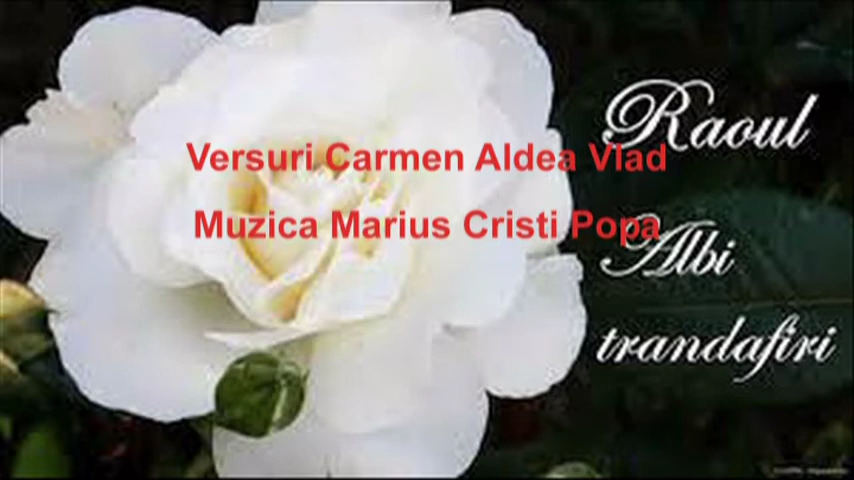 Raoul
Versuri Carmen Aldea Vlad
Muzica Marius Cristi Popa
Albi
trandafiri